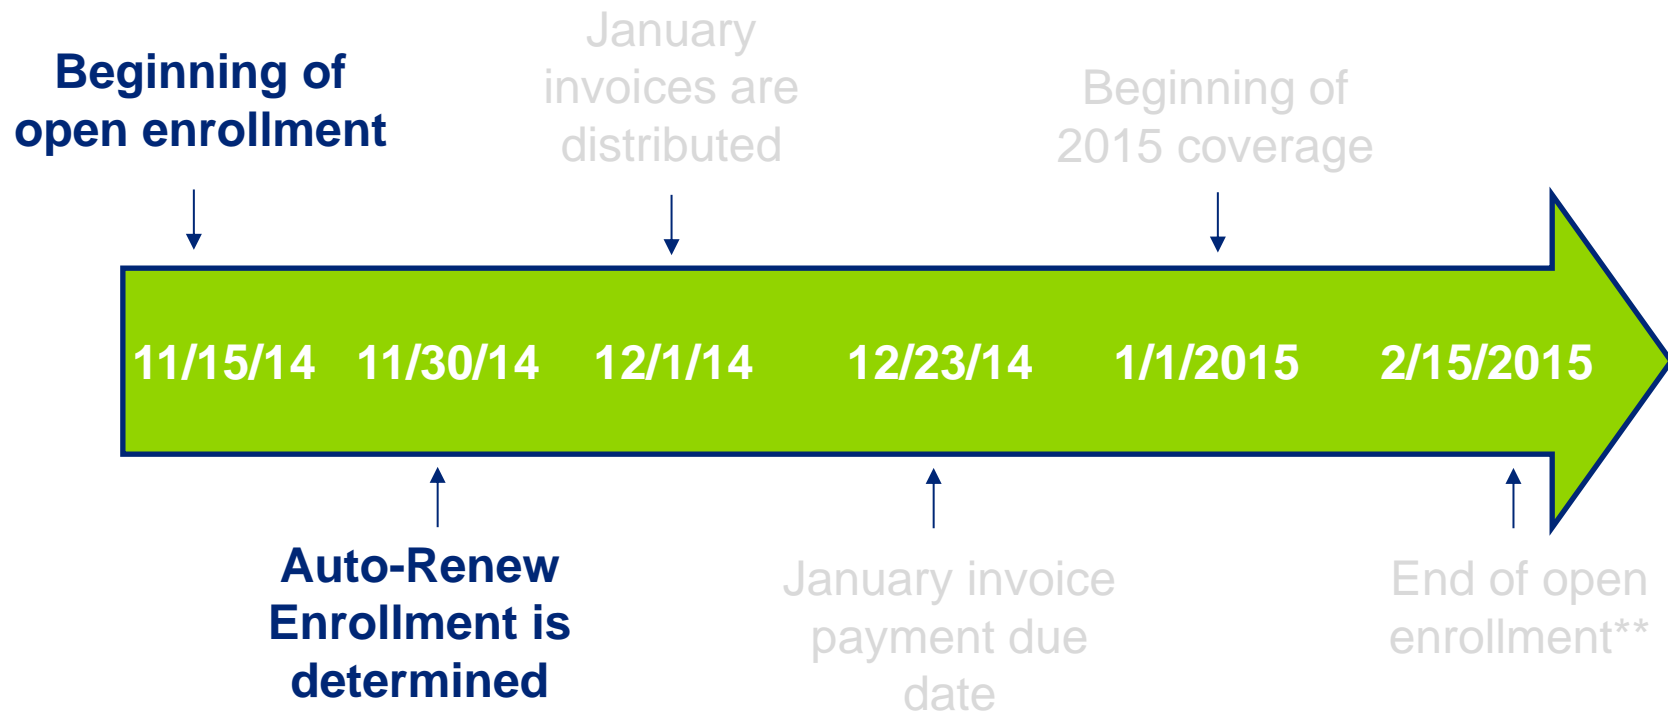 Beginning of
open enrollment
January
invoices are
distributed
Beginning of
2015 coverage
11/15/14 11/30/14 12/1/14 12/23/14 1/1/2015 2/15/2015
Auto-Renew
Enrollment is
determined
January invoice
payment due
date
End of open
enrollment**